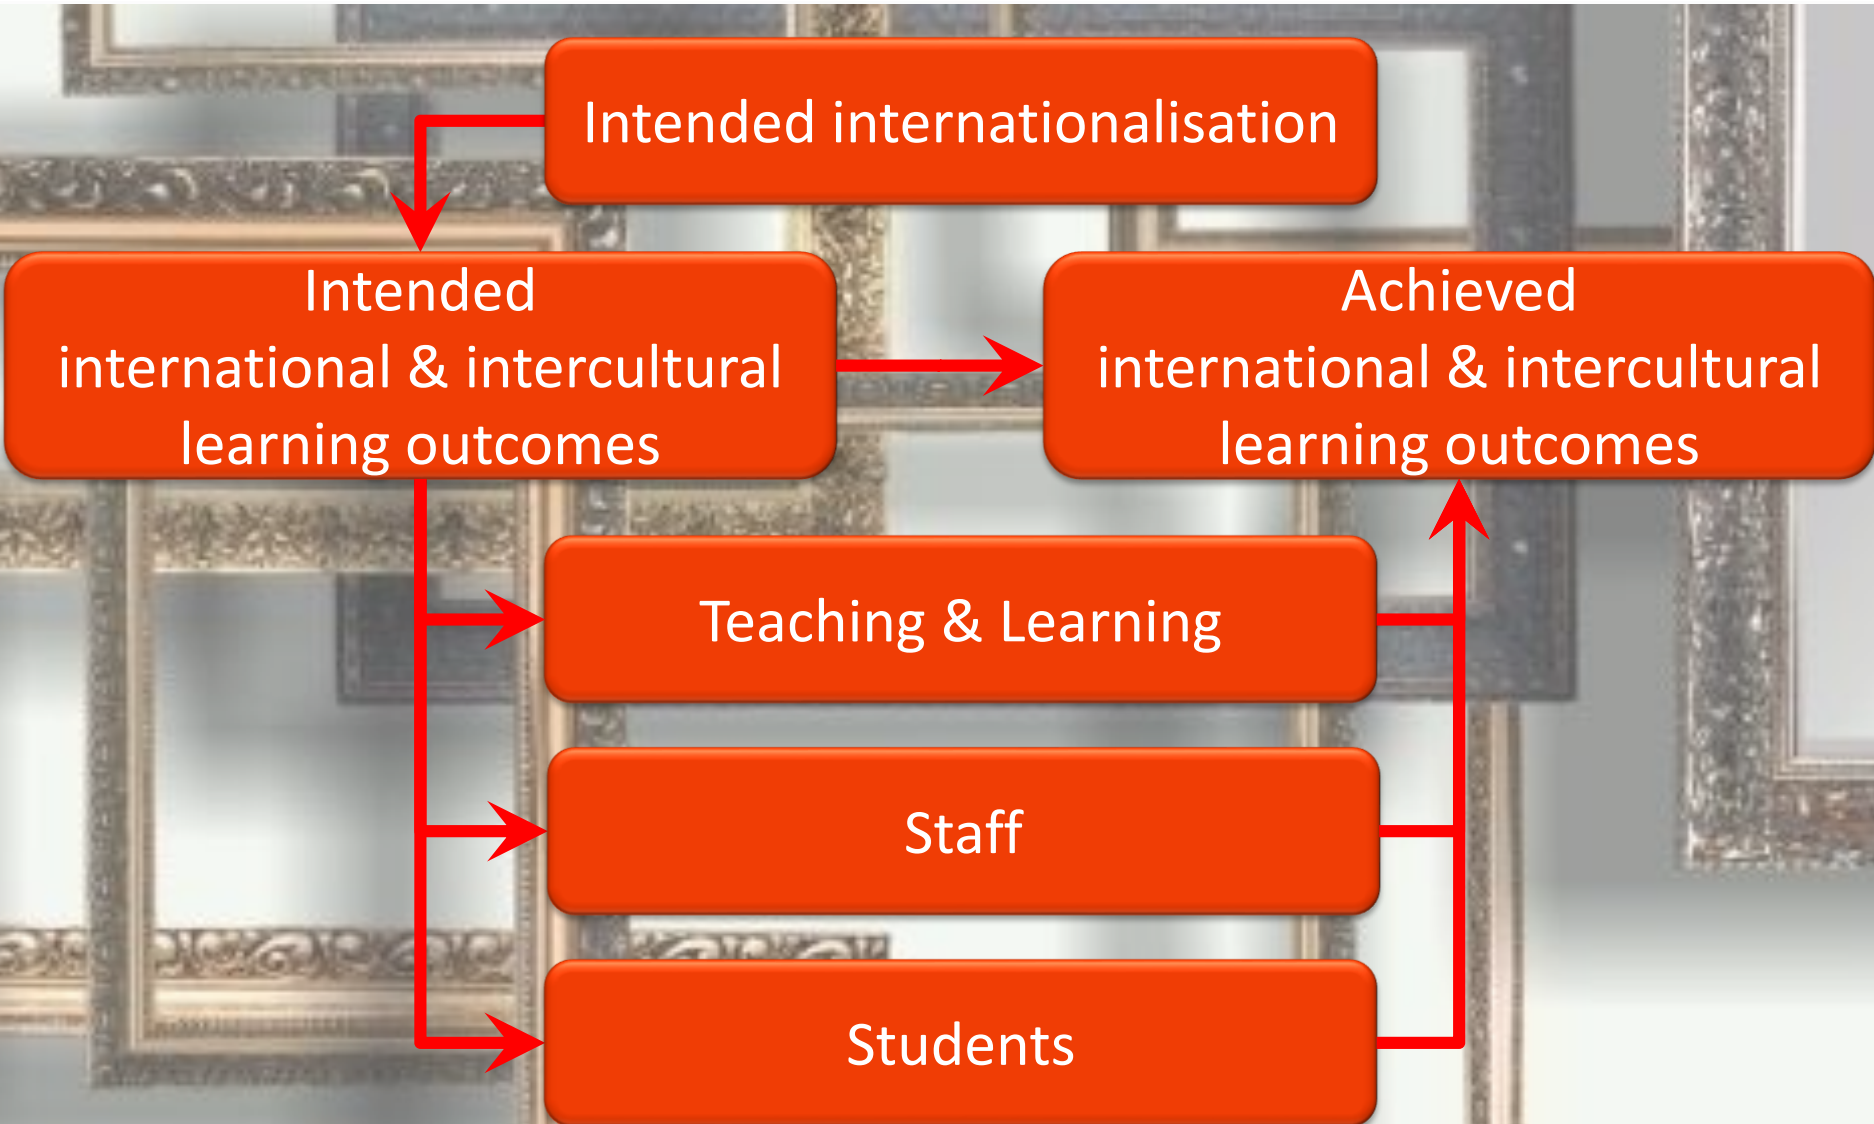 Intended internationalisation
Intended
international & intercultural
learning outcomes
Achieved
international & intercultural
learning outcomes
Teaching & Learning
Staff
Students